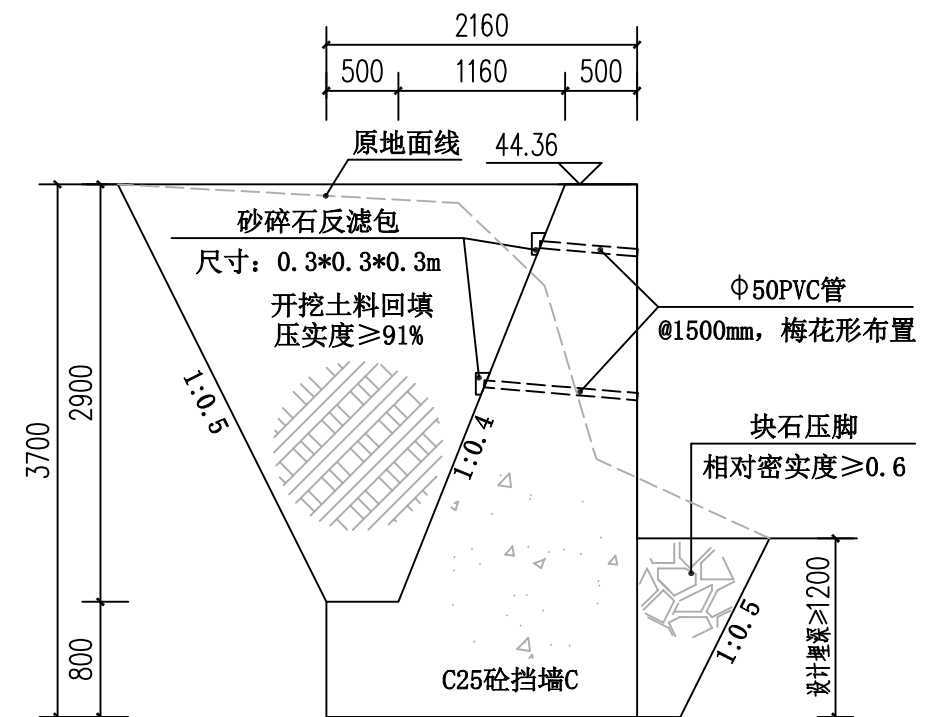 2160
500
1160
500
原地面线
44.36
砂碎石反滤包
尺寸：0.3*0.3*0.3m
开挖土料回填
压实度≥91%
Φ50PVC管
@1500mm，梅花形布置
1:0.5
1:0.4
2900
3700
块石压脚
相对密实度≥0.6
设计埋深≥1200
1:0.5
800
C25砼挡墙C